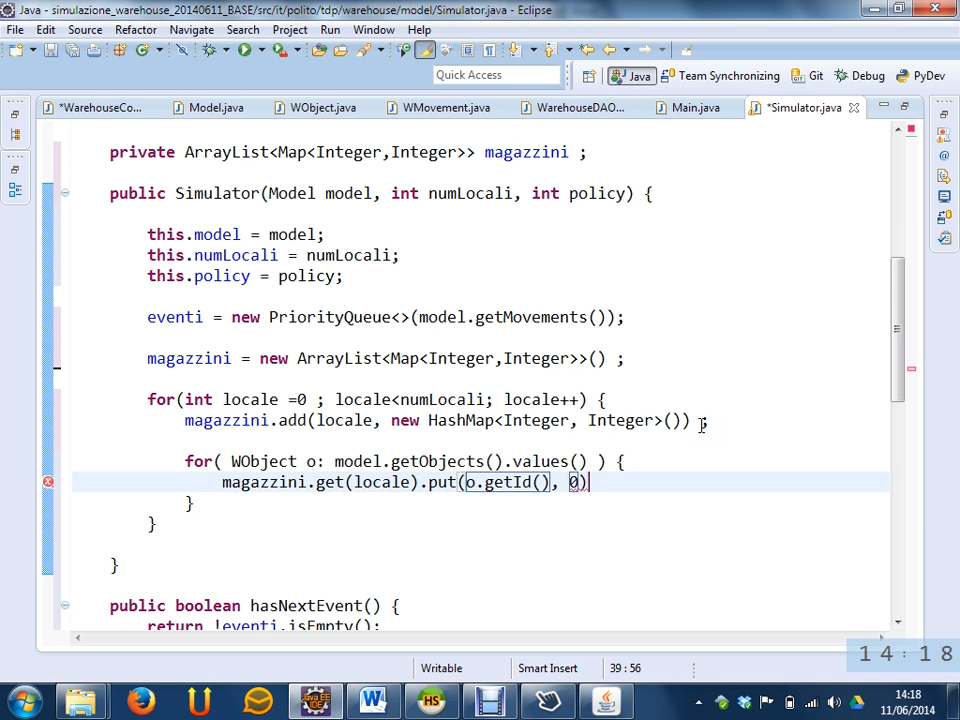 Java - simulazione_warehouse_20140611_BASE/src/it/polito/tdp/warehouse/model/Simulator.java - Eclipse
File Edit Source Refactor Navigate Search Project Run Window Help
Quick Access Java Team Synchronizing Git Debug PyDev
*WarehouseCo... Model.java WObject.java WMovement.java WarehouseDAO... Main.java *Simulator.java
private ArrayList<Map<Integer,Integer>> magazzini ;
public Simulator(Model model, int numLocali, int policy) {
this.model = model;
this.numLocali = numLocali;
this.policy = policy;
eventi = new PriorityQueue<>(model.getMovements());
magazzini = new ArrayList<Map<Integer,Integer>>() ;
for(int locale =0 ; locale<numLocali; locale++) {
magazzini.add(locale, new HashMap<Integer, Integer>()) ;
for( WObject o: model.getObjects().values() ) {
magazzini.get(locale).put(o.getId(), 0)
}
}
}
public boolean hasNextEvent() {
return !eventi.isEmpty();
14:18
Writable Smart Insert 39 : 56
14:18
11/06/2014